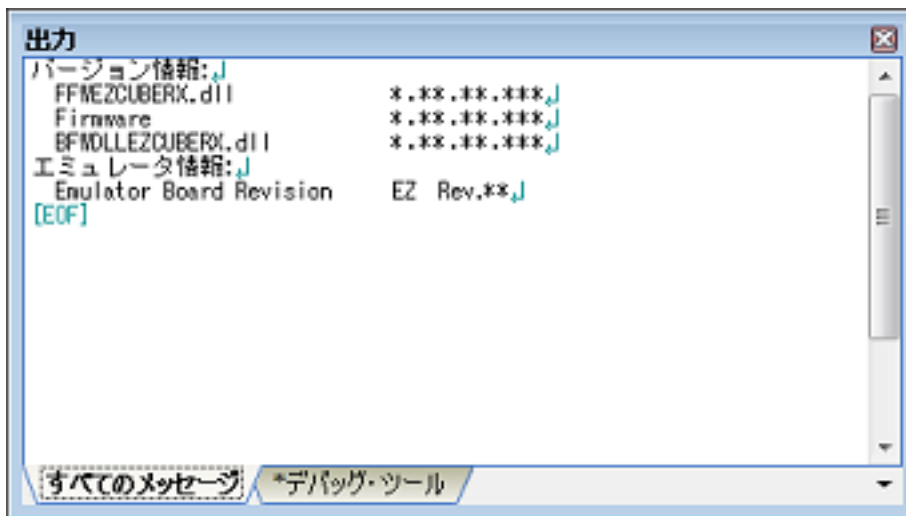 出力
バージョン情報:↲
FFWEZCUBERX.dll *.**.**.***↲
Firmware *.**.**.***↲
BFWDLLEZCUBERX.dll *.**.**.***↲
エミュレータ情報:↲
Emulator Board Revision EZ Rev.**↲
[EOF]
すべてのメッセージ *デバッグ・ツール